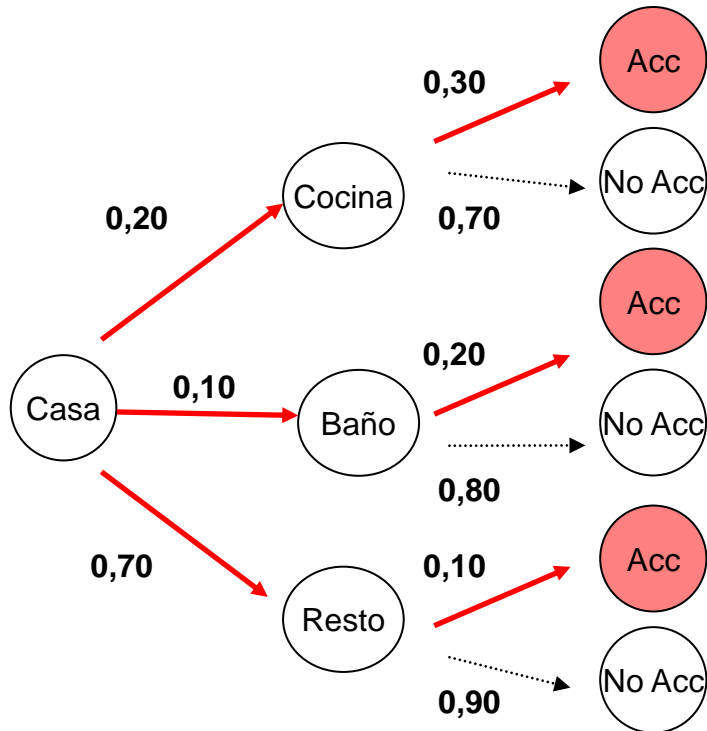 Acc
0,30
No Acc
Cocina
0,20
0,70
Acc
0,20
0,10
Casa
Baño
No Acc
0,80
0,70
0,10
Acc
Resto
No Acc
0,90